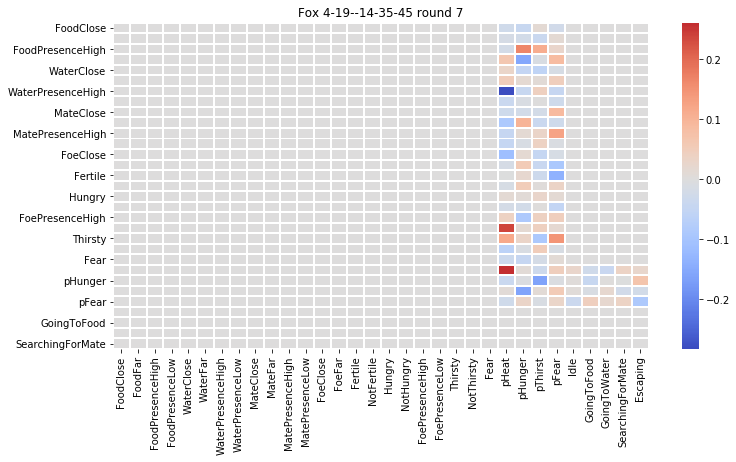 Fox 4-19--14-35-45 round 7
FoodClose
FoodPresenceHigh
WaterClose
WaterPresenceHigh
MateClose
MatePresenceHigh
FoeClose
Fertile
Hungry
FoePresenceHigh
Thirsty
Fear
pHunger
pFear
GoingToFood
SearchingForMate
FoodClose
FoodFar
FoodPresenceHigh
FoodPresenceLow
WaterClose
WaterFar
WaterPresenceHigh
WaterPresenceLow
MateClose
MateFar
MatePresenceHigh
MatePresenceLow
FoeClose
FoeFar
Fertile
NotFertile
Hungry
NotHungry
FoePresenceHigh
FoePresenceLow
Thirsty
NotThirsty
Fear
pHeat
pHunger
pThirst
pFear
Idle
GoingToFood
GoingToWater
SearchingForMate
Escaping
0.2
0.1
0.0
−0.1
−0.2